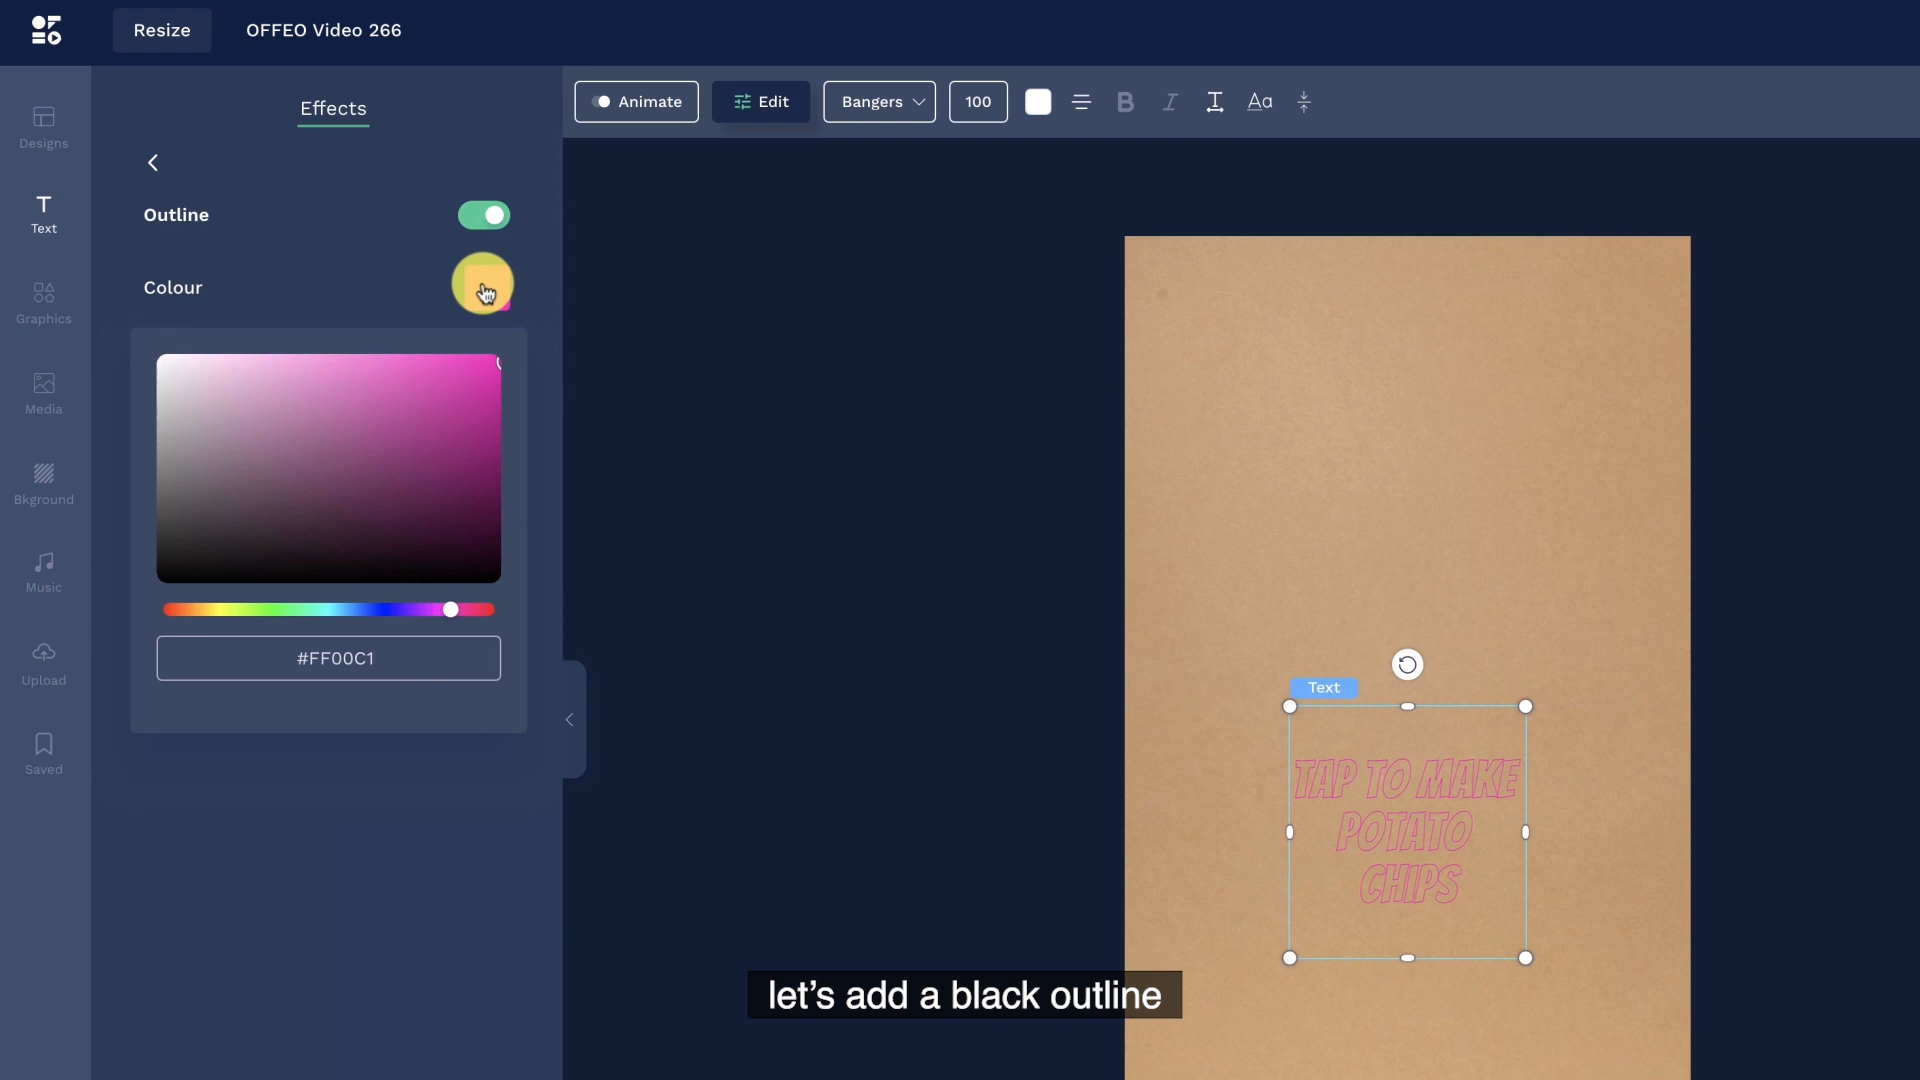 Resize
OFFEO Video 266
Designs
Text
Graphics
Media
Bkground
Music
Upload
Saved
Effects
Outline
Colour
#FF00C1
Animate
Edit
Bangers
100
B
I
T
Aa
Text
TAP TO MAKE
POTATO
CHIPS
let's add a black outline